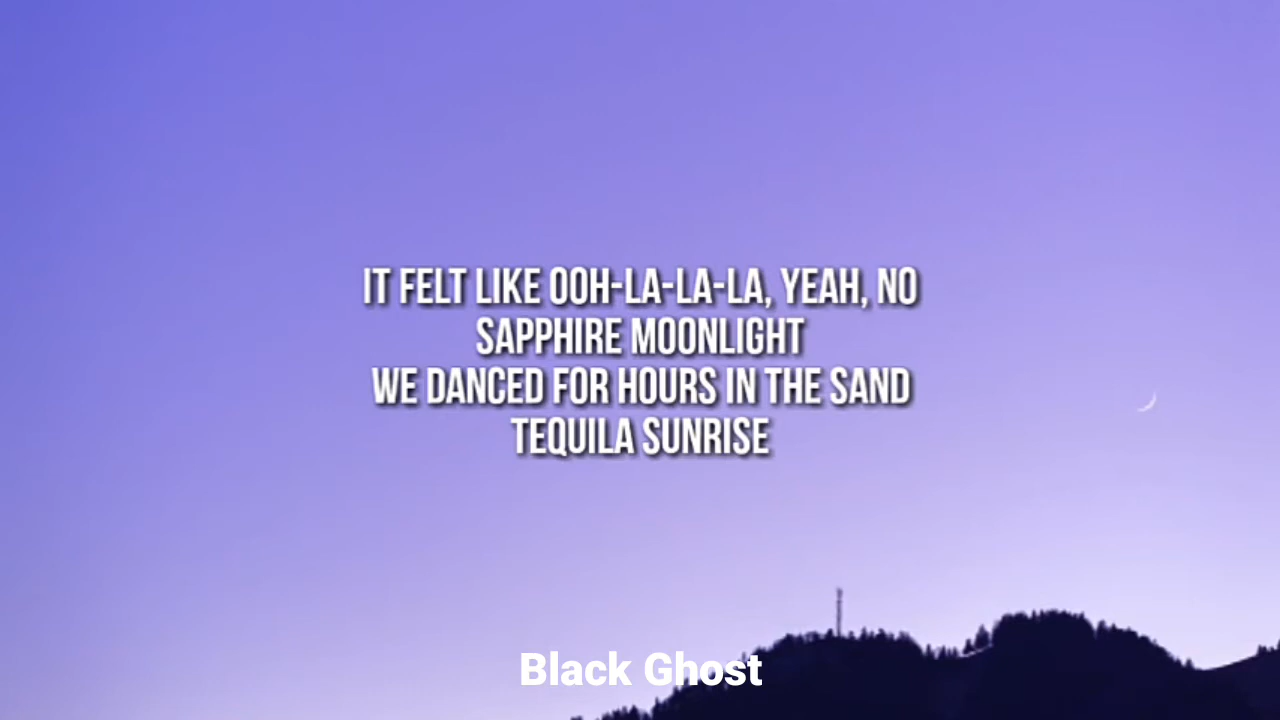 IT FELT LIKE OOH-LA-LA-LA, YEAH, NO
SAPPHIRE MOONLIGHT
WE DANCED FOR HOURS IN THE SAND
TEQUILA SUNRISE
Black Ghost